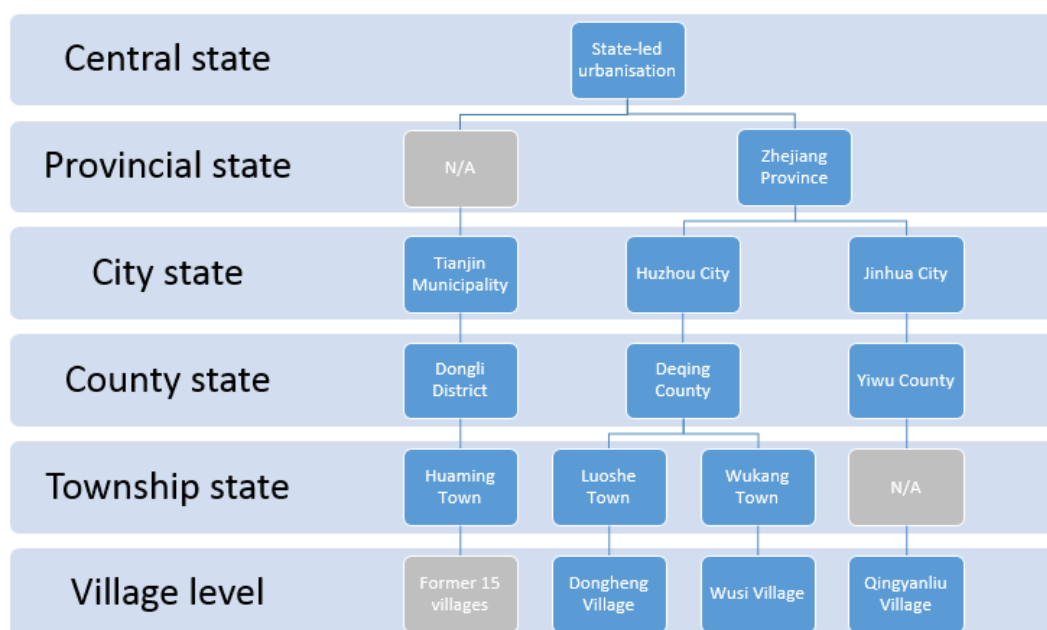 Central state
State-led
urbanisation
Provincial state
N/A
Zhejiang
Province
City state
Tianjin
Municipality
Huzhou City
Jinhua City
County state
Dongli
District
Deqing
County
Yiwu County
Township state
Huaming
Town
Luoshe
Town
Wukang
Town
N/A
Village level
Former 15
villages
Dongheng
Village
Wusi Village
Qingyanliu
Village